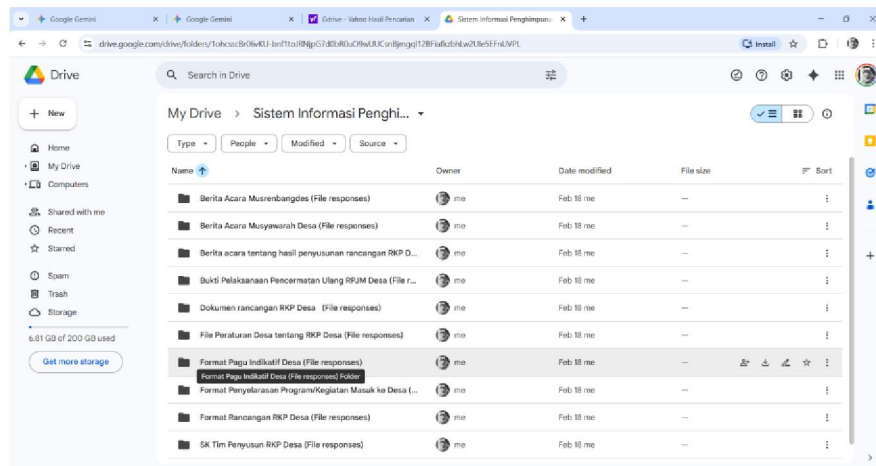 Google Gemini
Google Gemini
Gdrive - Yahoo Hasil Pencarian
Sistem Informasi Penghimpuna
Install
Drive
Search in Drive
New
My Drive > Sistem Informasi Penghi...
Type People Modified Source
Home
My Drive
Computers
Shared with me
Recent
Starred
Spam
Trash
Storage
6.81 GB of 200 GB used
Get more storage
Name Owner Date modified File size Sort
Berita Acara Musrenbangdes (File responses) me Feb 18 me —
Berita Acara Musyawarah Desa (File responses) me Feb 18 me —
Berita acara tentang hasil penyusunan rancangan RKP D... me Feb 18 me —
Bukti Pelaksanaan Pencermatan Ulang RPJM Desa (File r... me Feb 18 me —
Dokumen rancangan RKP Desa (File responses) me Feb 18 me —
File Peraturan Desa tentang RKP Desa (File responses) me Feb 18 me —
Format Pagu Indikatif Desa (File responses) me Feb 18 me —
Format Pagu Indikatif Desa (File responses) Folder
Format Penyelarasan Program/Kegiatan Masuk ke Desa (... me Feb 18 me —
Format Rancangan RKP Desa (File responses) me Feb 18 me —
SK Tim Penyusun RKP Desa (File responses) me Feb 18 me —